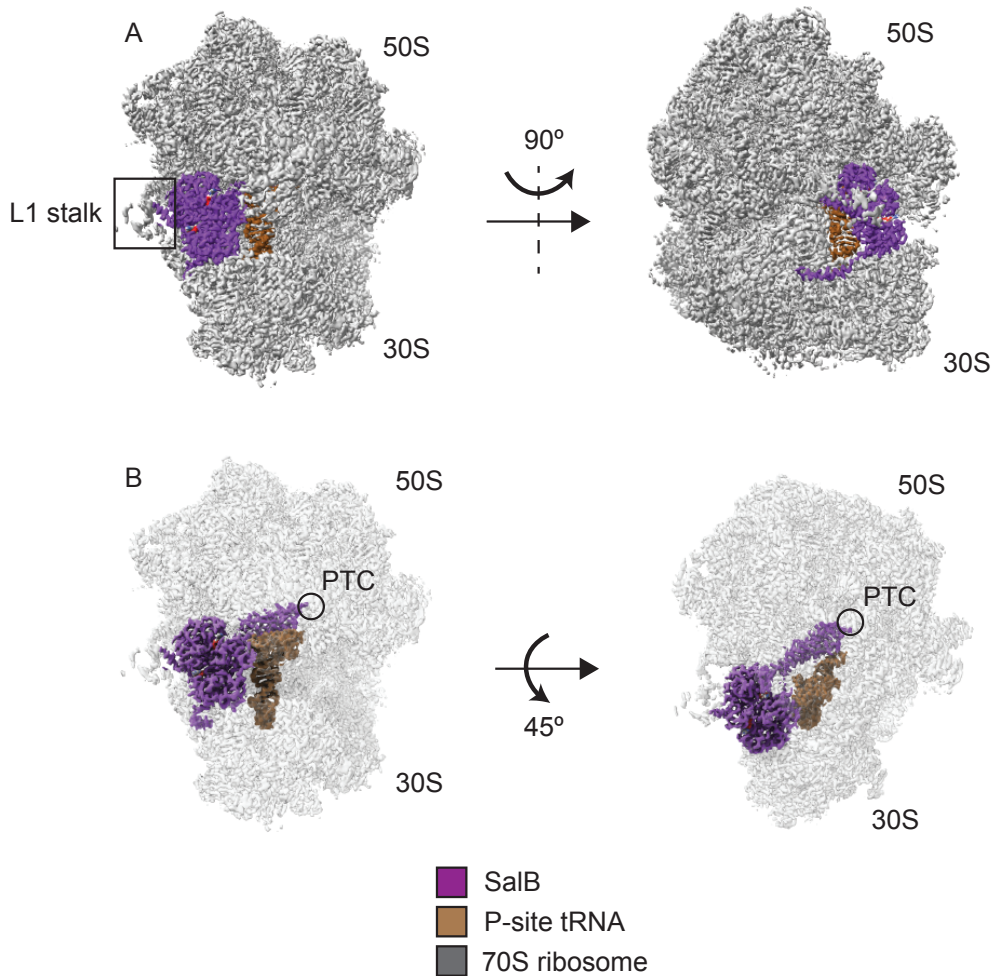 A
50S
50S
90º
L1 stalk
30S
30S
B
50S
50S
PTC
PTC
45º
30S
30S
SalB
P-site tRNA
70S ribosome